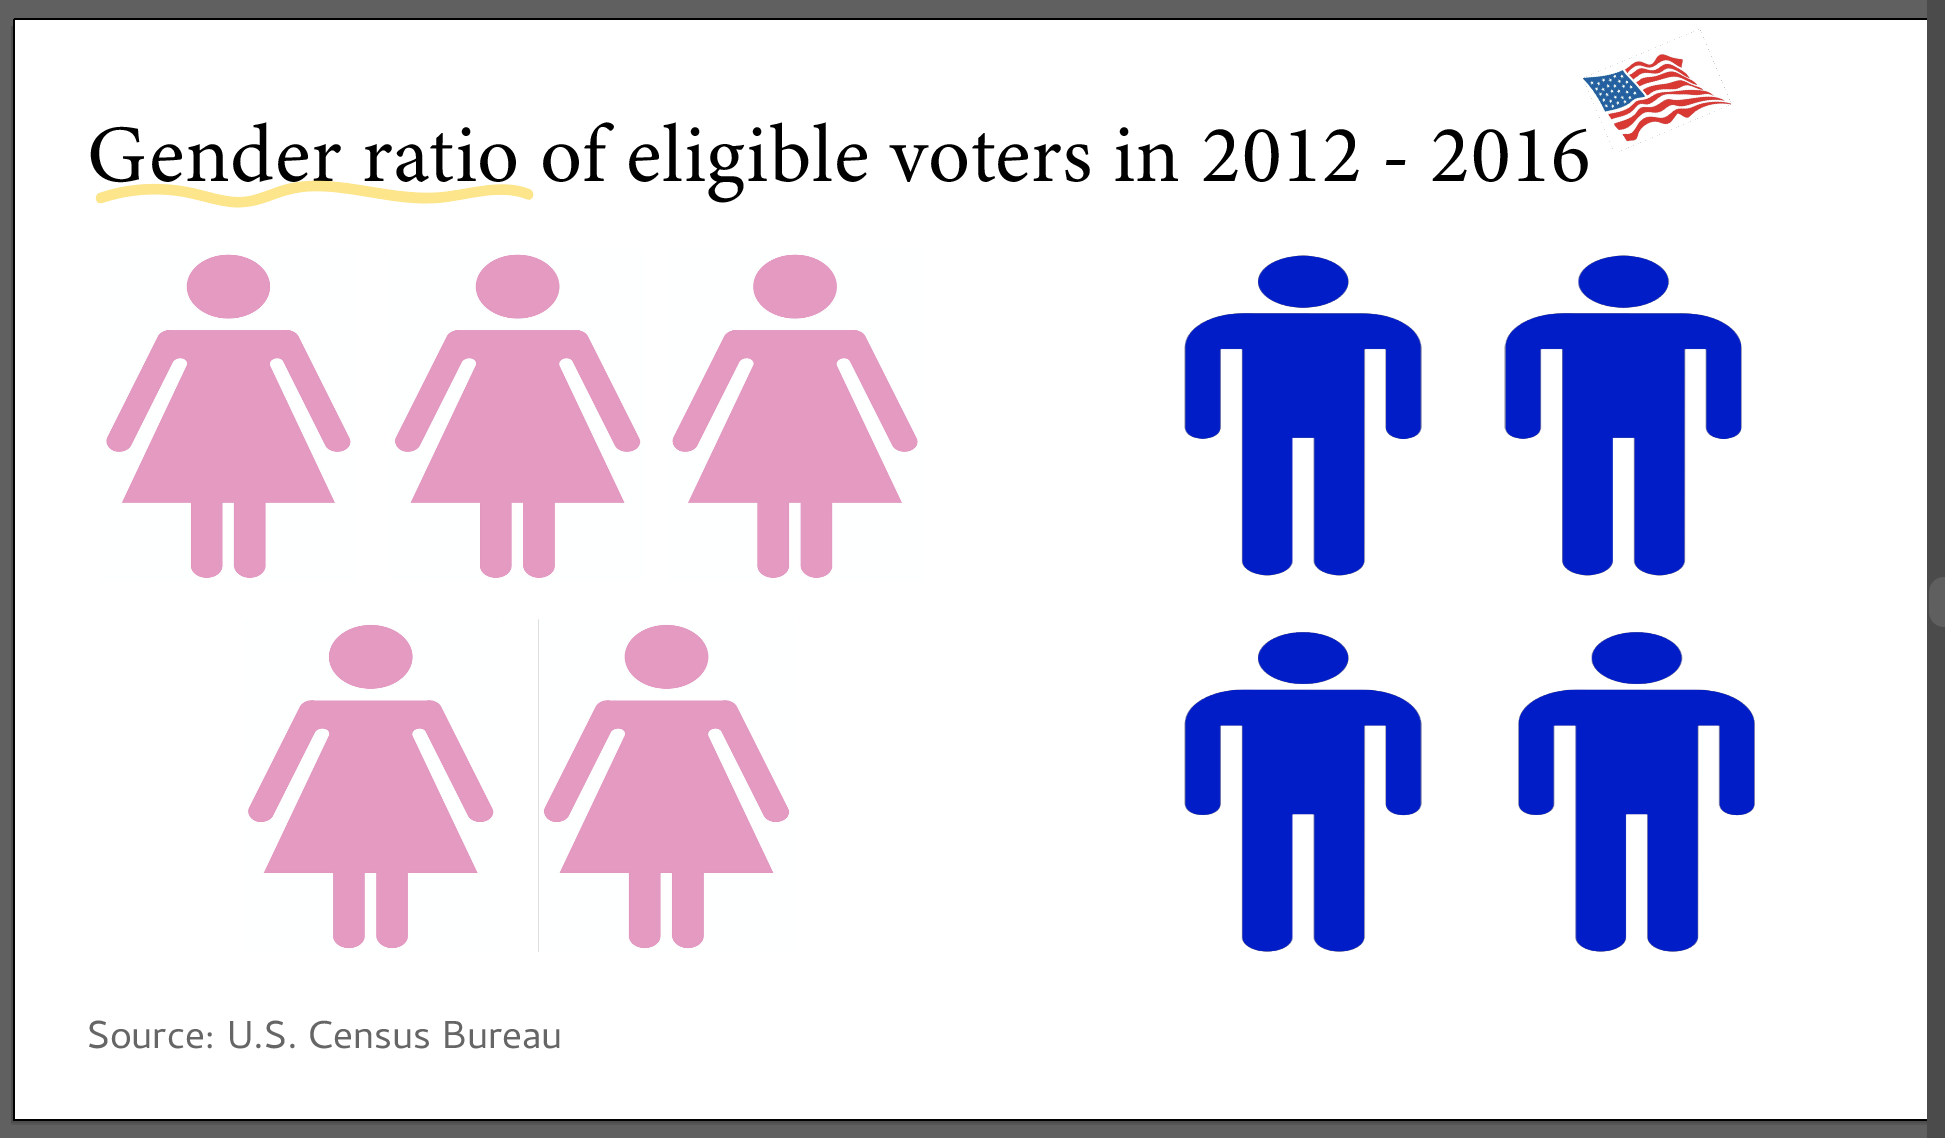 Gender ratio of eligible voters in 2012 - 2016
Source: U.S. Census Bureau